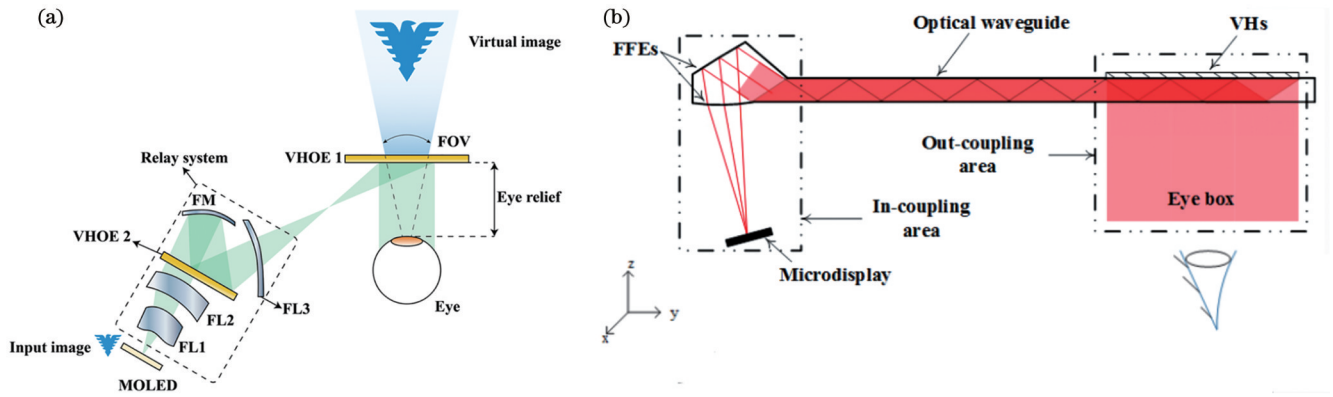 (a)
Virtual image
FOV
VHOE 1
Relay system
Eye relief
FM
VHOE 2
FL3
Eye
FL2
FL1
Input image
MOLED
(b)
Optical waveguide
VHs
FFEs
Out-coupling
area
Eye box
In-coupling
area
Microdisplay
z
y
x